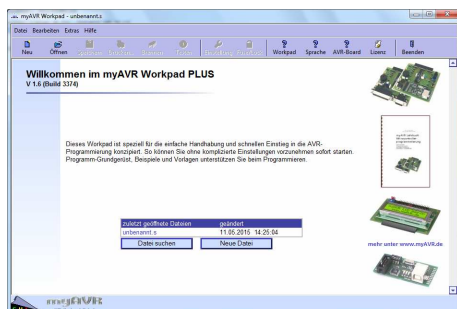 myAVR Workpad - unbenannt.s
Datei Bearbeiten Extras Hilfe
Neu Öffnen Workpad Sprache AVR-Board Lizenz Beenden
Willkommen im myAVR Workpad PLUS
V 1.6 (Build 3374)
Dieses Workpad ist speziell für die einfache Handhabung und schnellen Einstieg in die AVR-
Programmierung konzipiert. So können Sie ohne komplizierte Einstellungen vorzunehmen sofort starten.
Programm-Grundgerüst, Beispiele und Vorlagen unterstützen Sie beim Programmieren.
zuletzt geöffnete Dateien geändert
unbenannt.s 11.05.2015 14:25:04
Datei suchen Neue Datei
mehr unter www.myAVR.de
myAVR